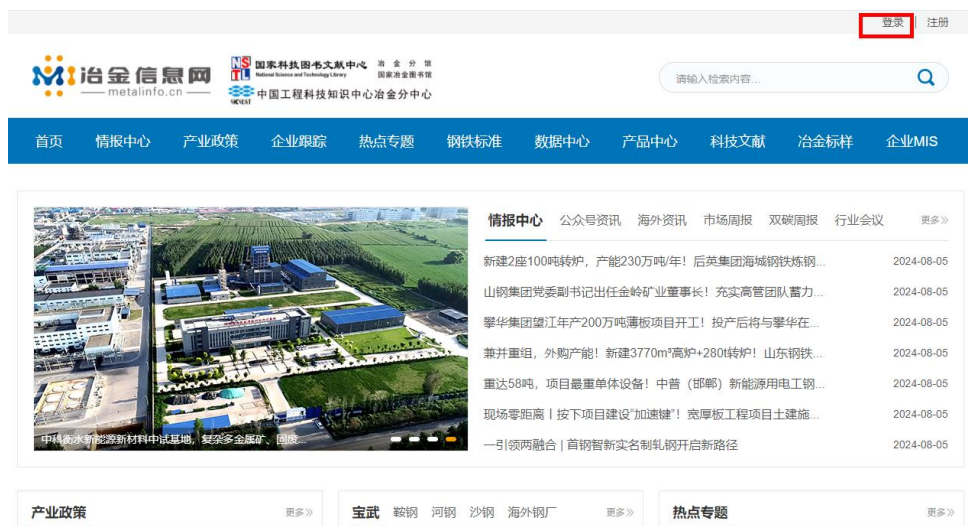 登录 | 注册
冶金信息网
metalinfo.cn
NSTL 国家科技图书文献中心 冶金分馆
National Science and Technology Library 国家冶金图书馆
中国工程科技知识中心冶金分中心
请输入检索内容...
首页 情报中心 产业政策 企业跟踪 热点专题 钢铁标准 数据中心 产品中心 科技文献 冶金标样 企业MIS
情报中心 公众号资讯 海外资讯 市场周报 双碳周报 行业会议 更多》
新建2座100吨转炉，产能230万吨/年！后英集团海城钢铁炼钢... 2024-08-05
山钢集团党委副书记出任金岭矿业董事长！充实高管团队蓄力... 2024-08-05
攀华集团望江年产200万吨薄板项目开工！投产后将与攀华在... 2024-08-05
兼并重组，外购产能！新建3770m³高炉+280t转炉！山东钢铁... 2024-08-05
重达58吨，项目最重单体设备！中普（邯郸）新能源用电工钢... 2024-08-05
现场零距离丨按下项目建设“加速键”！宽厚板工程项目土建施... 2024-08-05
一引领两融合 | 首钢智新实名制轧钢开启新路径 2024-08-05
中科衡水新能源新材料中试基地，复杂多金属矿、固废...
产业政策 更多》
宝武 鞍钢 河钢 沙钢 海外钢厂 更多》
热点专题 更多》